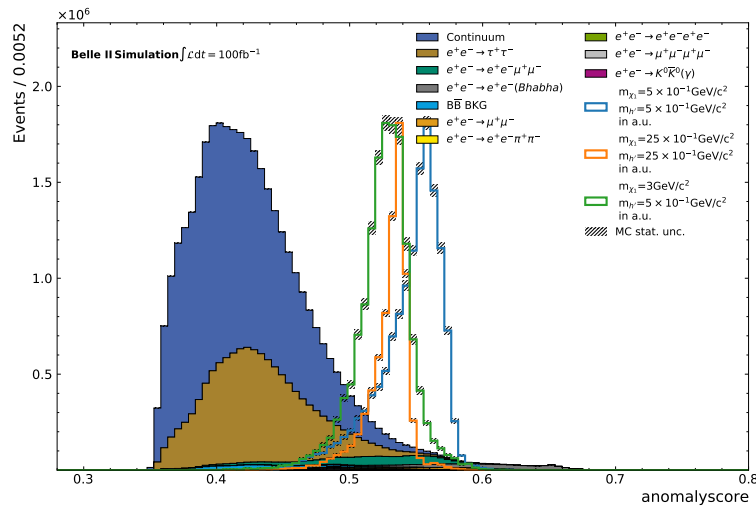 ×10⁶
Events / 0.0052
2.0
1.5
1.0
0.5
0.3 0.4 0.5 0.6 0.7 0.8
anomalyscore
Belle II Simulation ∫ℒdt = 100fb⁻¹
Continuum
e⁺e⁻→τ⁺τ⁻
e⁺e⁻→e⁺e⁻μ⁺μ⁻
e⁺e⁻→e⁺e⁻(Bhabha)
BB̅ BKG
e⁺e⁻→μ⁺μ⁻
e⁺e⁻→e⁺e⁻π⁺π⁻
e⁺e⁻→e⁺e⁻e⁺e⁻
e⁺e⁻→μ⁺μ⁻μ⁺μ⁻
e⁺e⁻→K⁰K̅⁰(γ)
m_χ₁=5×10⁻¹GeV/c²
m_h′=5×10⁻¹GeV/c²
in a.u.
m_χ₁=25×10⁻¹GeV/c²
m_h′=25×10⁻¹GeV/c²
in a.u.
m_χ₁=3GeV/c²
m_h′=5×10⁻¹GeV/c²
in a.u.
MC stat. unc.